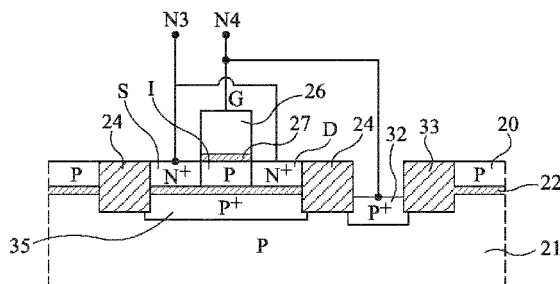 N3 N4
26
S I G
24 27 D 24 32 33 20
N+ P N+
P
P
22
P+ P+
35 P 21